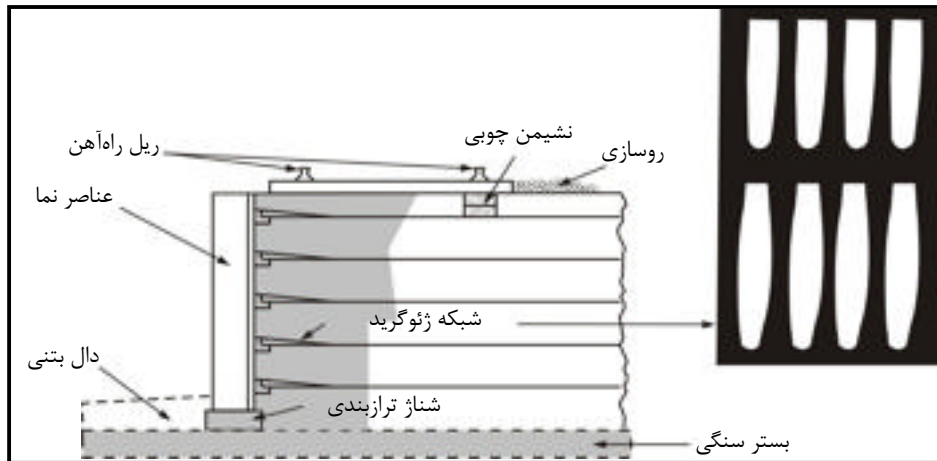 نشیمن چوبی
روسازی
ریل راه‌آهن
عناصر نما
شبکه ژئوگرید
دال بتنی
شناژ ترازبندی
بستر سنگی